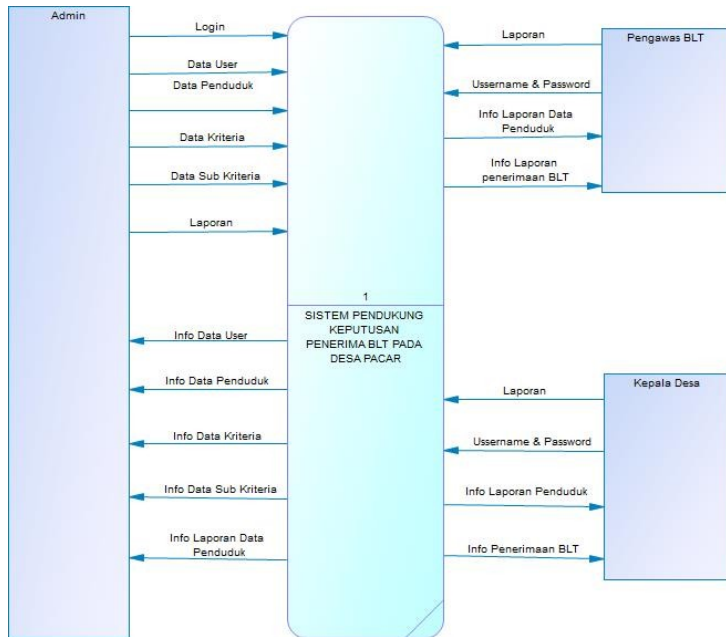 Admin
Login
Data User
Data Penduduk
Data Kriteria
Data Sub Kriteria
Laporan
Info Data User
Info Data Penduduk
Info Data Kriteria
Info Data Sub Kriteria
Info Laporan Data
Penduduk
1
SISTEM PENDUKUNG
KEPUTUSAN
PENERIMA BLT PADA
DESA PACAR
Laporan
Ussername & Password
Info Laporan Data
Penduduk
Info Laporan
penerimaan BLT
Pengawas BLT
Laporan
Ussername & Password
Info Laporan Penduduk
Info Penerimaan BLT
Kepala Desa